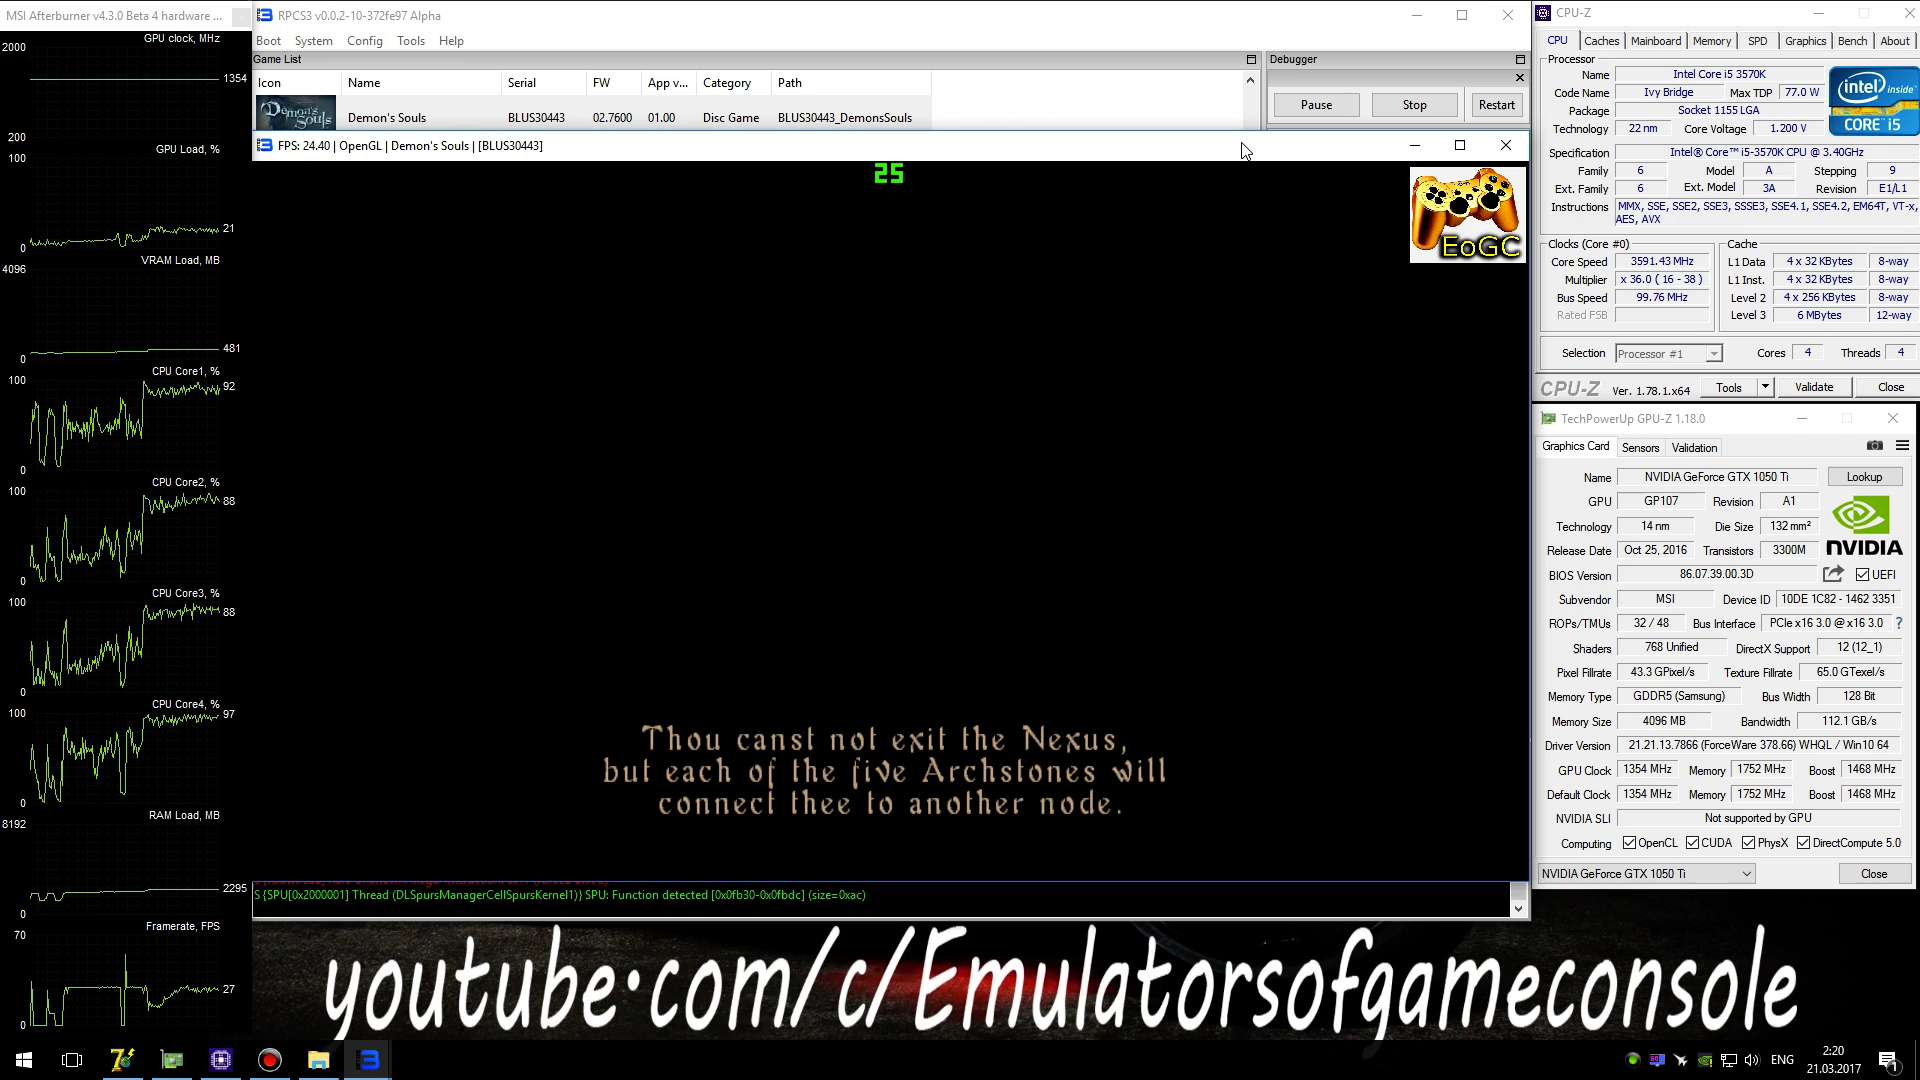 MSI Afterburner v4.3.0 Beta 4 hardware ...
GPU clock, MHz
2000
1354
200
GPU Load, %
100
21
0
VRAM Load, MB
4096
481
0
CPU Core1, %
100
92
0
CPU Core2, %
100
88
0
CPU Core3, %
100
88
0
CPU Core4, %
100
97
0
RAM Load, MB
8192
2295
0
Framerate, FPS
70
27
0
RPCS3 v0.0.2-10-372fe97 Alpha
Boot System Config Tools Help
Game List
Icon Name Serial FW App v... Category Path
Demon's Souls
Demon's Souls BLUS30443 02.7600 01.00 Disc Game BLUS30443_DemonsSouls
Debugger
Pause Stop Restart
FPS: 24.40 | OpenGL | Demon's Souls | [BLUS30443]
25
EoGC
Thou canst not exit the Nexus,
but each of the five Archstones will
connect thee to another node.
S {SPU[0x2000001] Thread (DLSpursManagerCellSpursKernel1)} SPU: Function detected [0x0fb30-0x0fbdc] (size=0xac)
youtube.com/c/Emulatorsofgameconsole
CPU-Z
CPU Caches Mainboard Memory SPD Graphics Bench About
Processor
Name Intel Core i5 3570K
Code Name Ivy Bridge Max TDP 77.0 W
Package Socket 1155 LGA
Technology 22 nm Core Voltage 1.200 V
intel inside™
CORE i5
Specification Intel® Core™ i5-3570K CPU @ 3.40GHz
Family 6 Model A Stepping 9
Ext. Family 6 Ext. Model 3A Revision E1/L1
Instructions MMX, SSE, SSE2, SSE3, SSSE3, SSE4.1, SSE4.2, EM64T, VT-x,
AES, AVX
Clocks (Core #0)
Core Speed 3591.43 MHz
Multiplier x 36.0 ( 16 - 38 )
Bus Speed 99.76 MHz
Rated FSB
Cache
L1 Data 4 x 32 KBytes 8-way
L1 Inst. 4 x 32 KBytes 8-way
Level 2 4 x 256 KBytes 8-way
Level 3 6 MBytes 12-way
Selection Processor #1 Cores 4 Threads 4
CPU-Z Ver. 1.78.1.x64 Tools Validate Close
TechPowerUp GPU-Z 1.18.0
Graphics Card Sensors Validation
Name NVIDIA GeForce GTX 1050 Ti Lookup
GPU GP107 Revision A1
Technology 14 nm Die Size 132 mm²
Release Date Oct 25, 2016 Transistors 3300M
NVIDIA
BIOS Version 86.07.39.00.3D UEFI
Subvendor MSI Device ID 10DE 1C82 - 1462 3351
ROPs/TMUs 32 / 48 Bus Interface PCIe x16 3.0 @ x16 3.0 ?
Shaders 768 Unified DirectX Support 12 (12_1)
Pixel Fillrate 43.3 GPixel/s Texture Fillrate 65.0 GTexel/s
Memory Type GDDR5 (Samsung) Bus Width 128 Bit
Memory Size 4096 MB Bandwidth 112.1 GB/s
Driver Version 21.21.13.7866 (ForceWare 378.66) WHQL / Win10 64
GPU Clock 1354 MHz Memory 1752 MHz Boost 1468 MHz
Default Clock 1354 MHz Memory 1752 MHz Boost 1468 MHz
NVIDIA SLI Not supported by GPU
Computing OpenCL CUDA PhysX DirectCompute 5.0
NVIDIA GeForce GTX 1050 Ti Close
ENG
2:20
21.03.2017
1